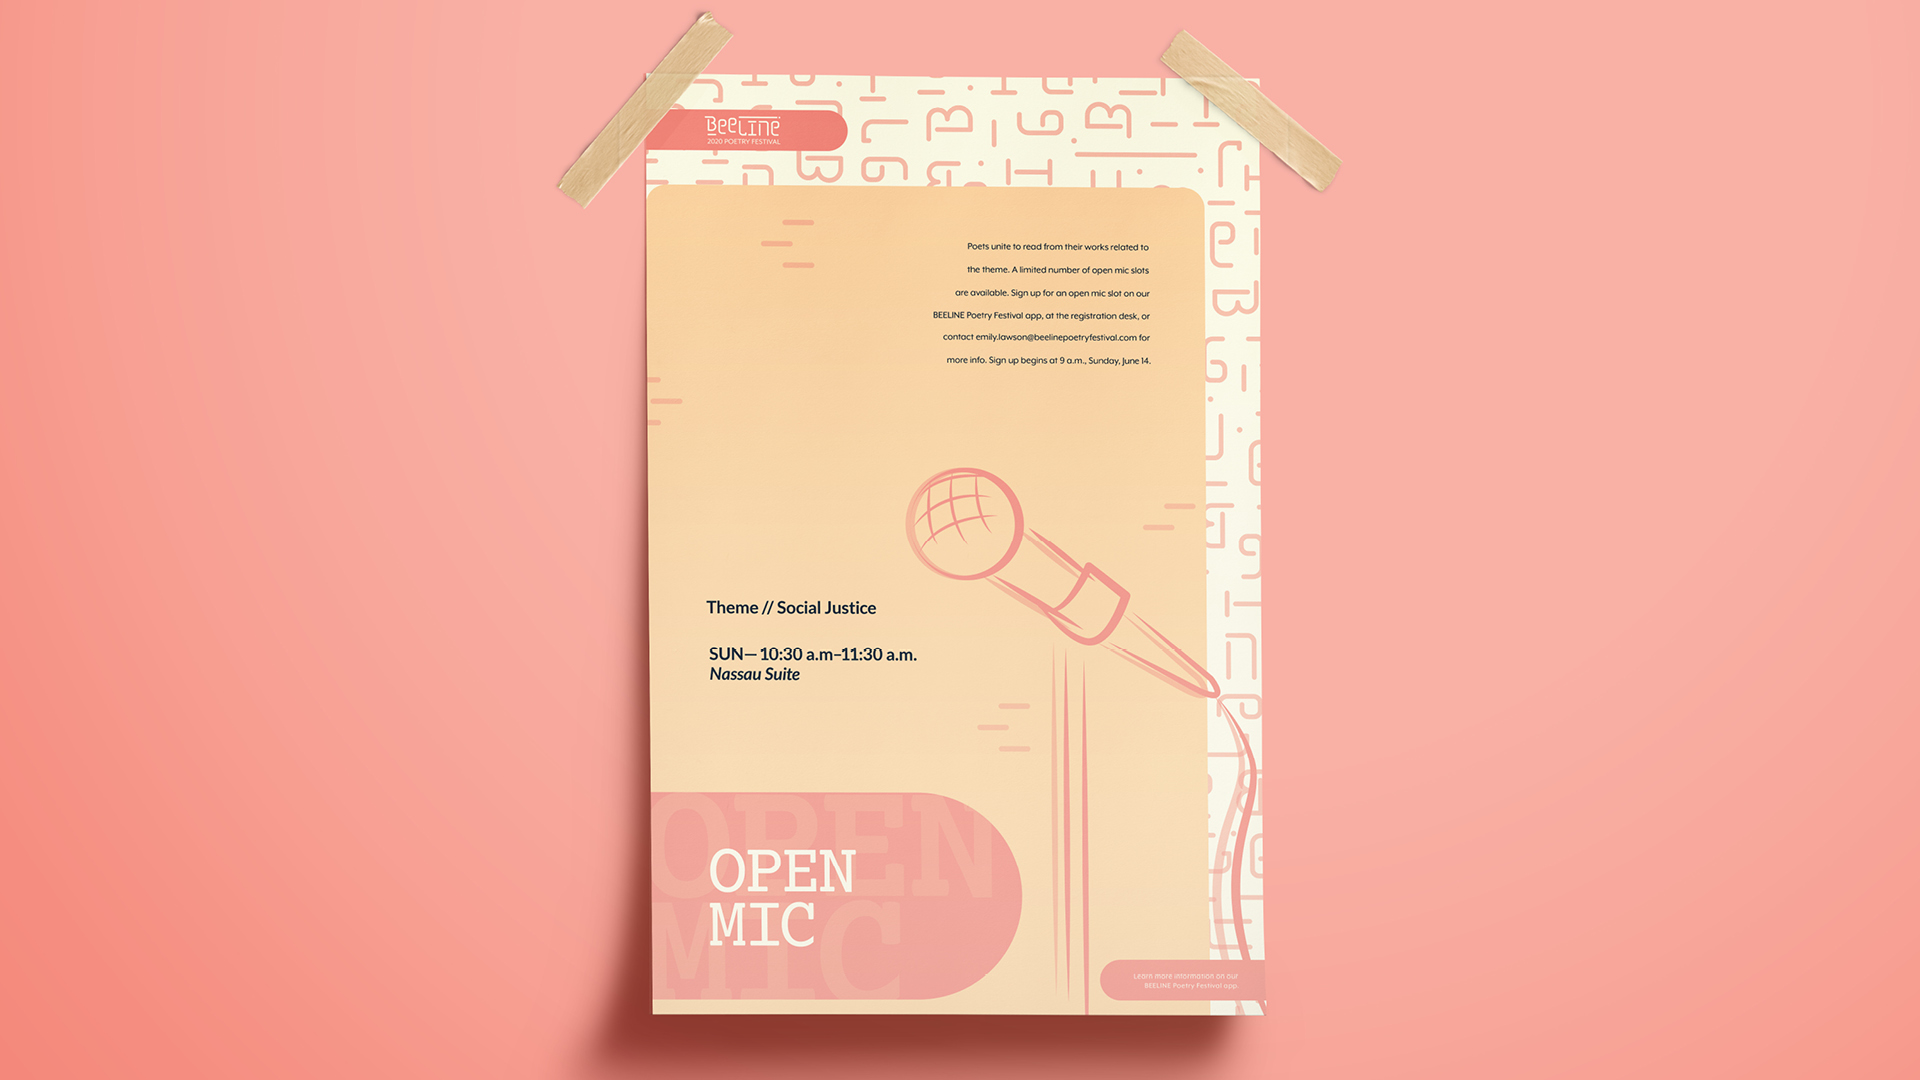 BeeLINE
2020 POETRY FESTIVAL
Poets unite to read from their works related to
the theme. A limited number of open mic slots
are available. Sign up for an open mic slot on our
BEELINE Poetry Festival app, at the registration desk, or
contact emily.lawson@beelinepoetryfestival.com for
more info. Sign up begins at 9 a.m., Sunday, June 14.
Theme // Social Justice
SUN—10:30 a.m–11:30 a.m.
Nassau Suite
OPEN
MIC
OPEN
MIC
Learn more information on our
BEELINE Poetry Festival app.